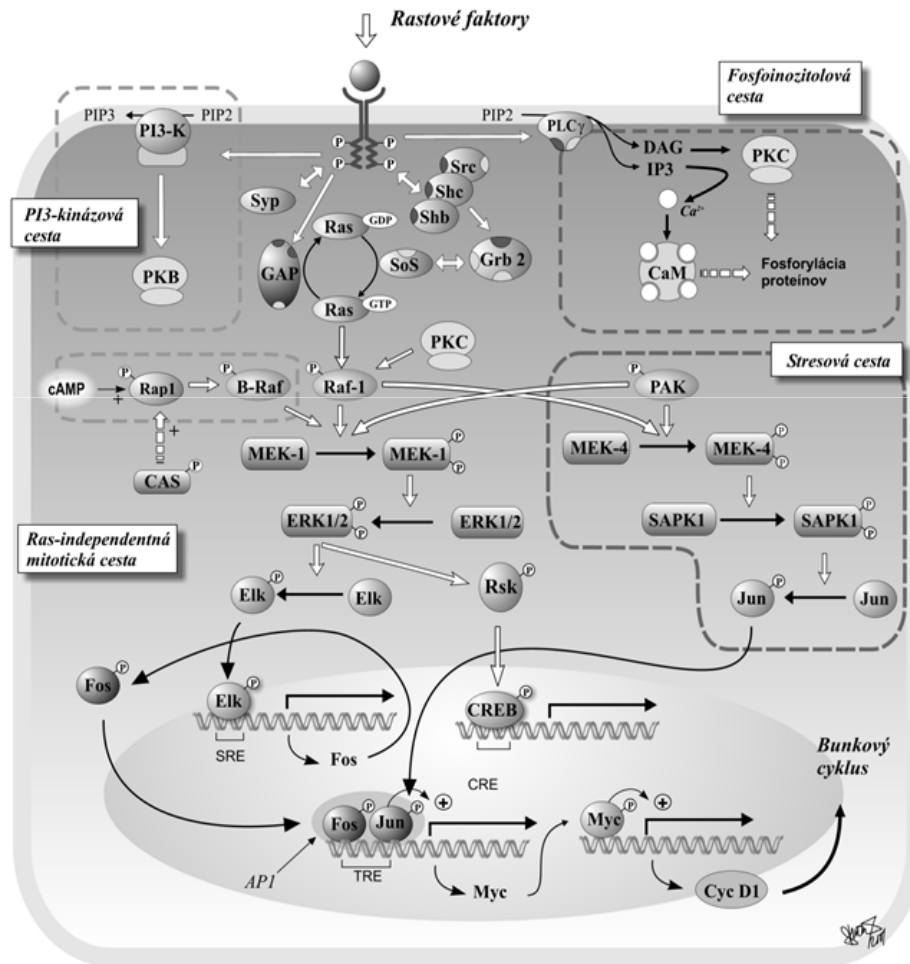 Rastové faktory
Fosfoinozitolová
cesta
PIP3
PIP2
PI3-K
P
P
P
P
PIP2
PLCγ
DAG
IP3
PKC
Src
Shc
Shb
Syp
Ca²⁺
PI3-kinázová
cesta
Ras
GDP
GAP
SoS
Grb 2
PKB
CaM
Fosforylácia
proteínov
Ras
GTP
PKC
Stresová cesta
cAMP
+
P
Rap1
P
B-Raf
P
Raf-1
P
PAK
+
P
CAS
MEK-1
MEK-1
P
P
MEK-4
MEK-4
P
P
ERK1/2
P
P
ERK1/2
SAPK1
SAPK1
P
P
Ras-independentná
mitotická cesta
Elk
P
Elk
Rsk
P
Jun
P
Jun
Fos
P
Elk
P
SRE
Fos
CREB
P
CRE
Bunkový
cyklus
Fos
P
Jun
P
+
TRE
AP1
Myc
Myc
P
+
Cyc D1